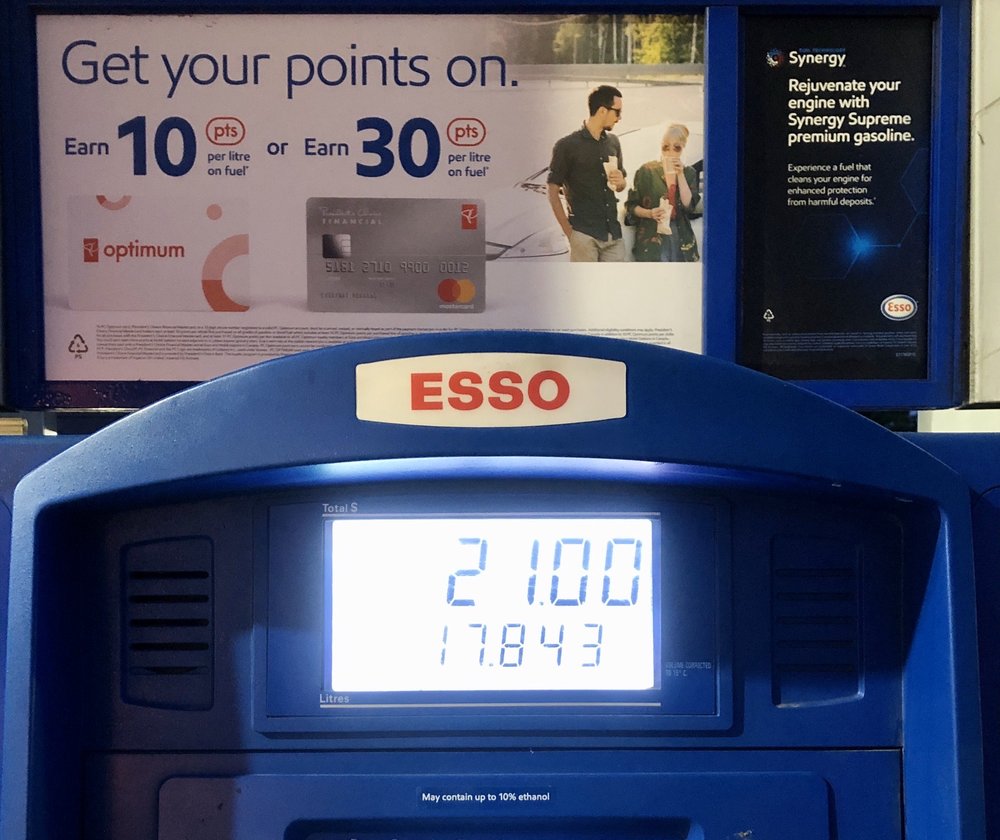 Get your points on.
Earn 10 pts per litre on fuel* or Earn 30 pts per litre on fuel*
optimum
President's Choice
FINANCIAL
5181 2710 9900 0012
mastercard
PS
Synergy
Rejuvenate your
engine with
Synergy Supreme
premium gasoline.
Experience a fuel that
cleans your engine for
enhanced protection
from harmful deposits.
Esso
ESSO
Total $
21.00
17.843
Litres
VOLUME CORRECTED
TO 15° C
May contain up to 10% ethanol